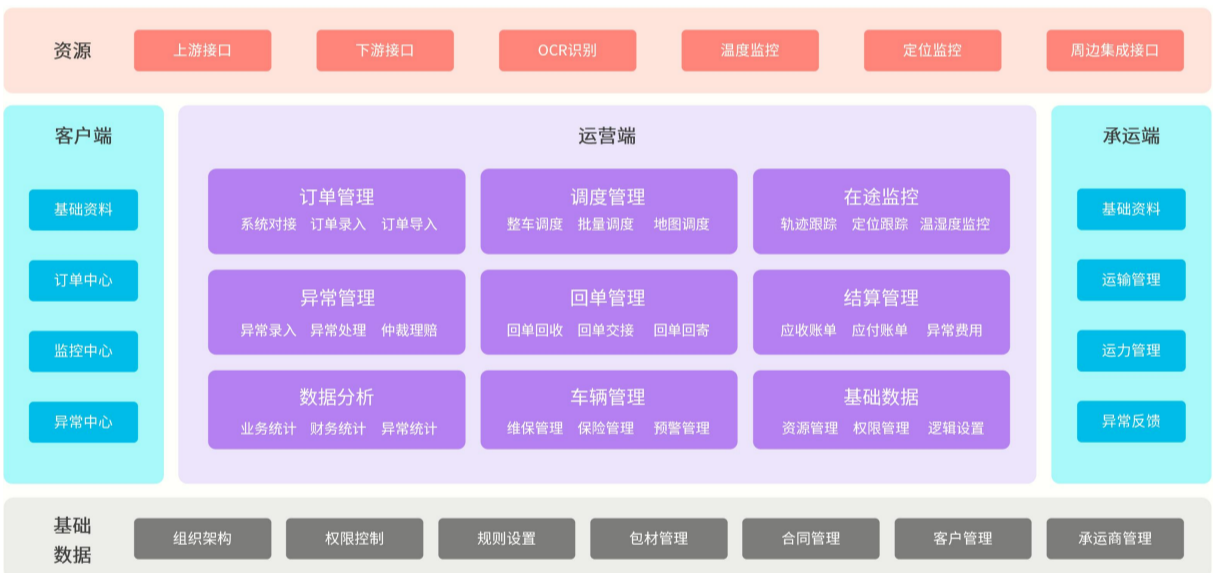 资源 上游接口 下游接口 OCR识别 温度监控 定位监控 周边集成接口
客户端
基础资料
订单中心
监控中心
异常中心
运营端
订单管理
系统对接 订单录入 订单导入
调度管理
整车调度 批量调度 地图调度
在途监控
轨迹跟踪 定位跟踪 温湿度监控
异常管理
异常录入 异常处理 仲裁理赔
回单管理
回单回收 回单交接 回单回寄
结算管理
应收账单 应付账单 异常费用
数据分析
业务统计 财务统计 异常统计
车辆管理
维保管理 保险管理 预警管理
基础数据
资源管理 权限管理 逻辑设置
承运端
基础资料
运输管理
运力管理
异常反馈
基础
数据
组织架构 权限控制 规则设置 包材管理 合同管理 客户管理 承运商管理